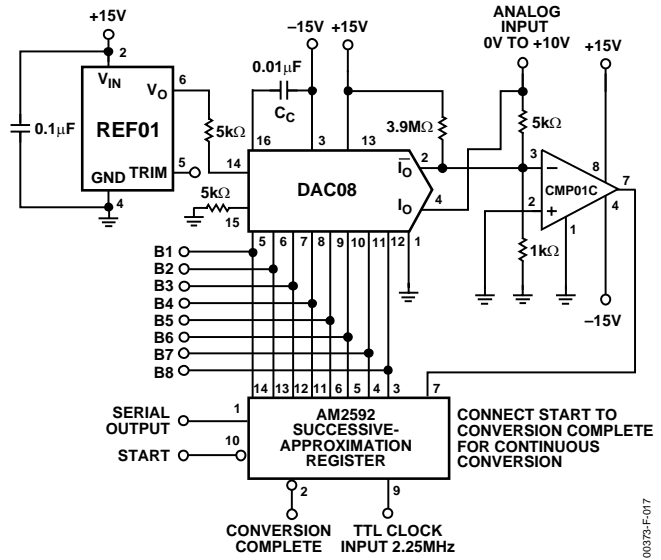 +15V
–15V
+15V
ANALOG
INPUT
0V TO +10V
+15V
2
V_IN
V_O
6
REF01
0.1µF
GND
TRIM
5
4
5kΩ
0.01µF
C_C
16
3
13
14
DAC08
5kΩ
15
3.9MΩ
2
I̅_O̅
4
I_O
5kΩ
3
–
8
CMP01C
7
2
+
4
1
1kΩ
–15V
5
6
7
8
9
10
11
12
1
B1
B2
B3
B4
B5
B6
B7
B8
14
13
12
11
6
5
4
3
7
SERIAL
OUTPUT
1
AM2592
SUCCESSIVE-
APPROXIMATION
REGISTER
START
10
CONNECT START TO
CONVERSION COMPLETE
FOR CONTINUOUS
CONVERSION
2
9
CONVERSION
COMPLETE
TTL CLOCK
INPUT 2.25MHz
00373-F-017